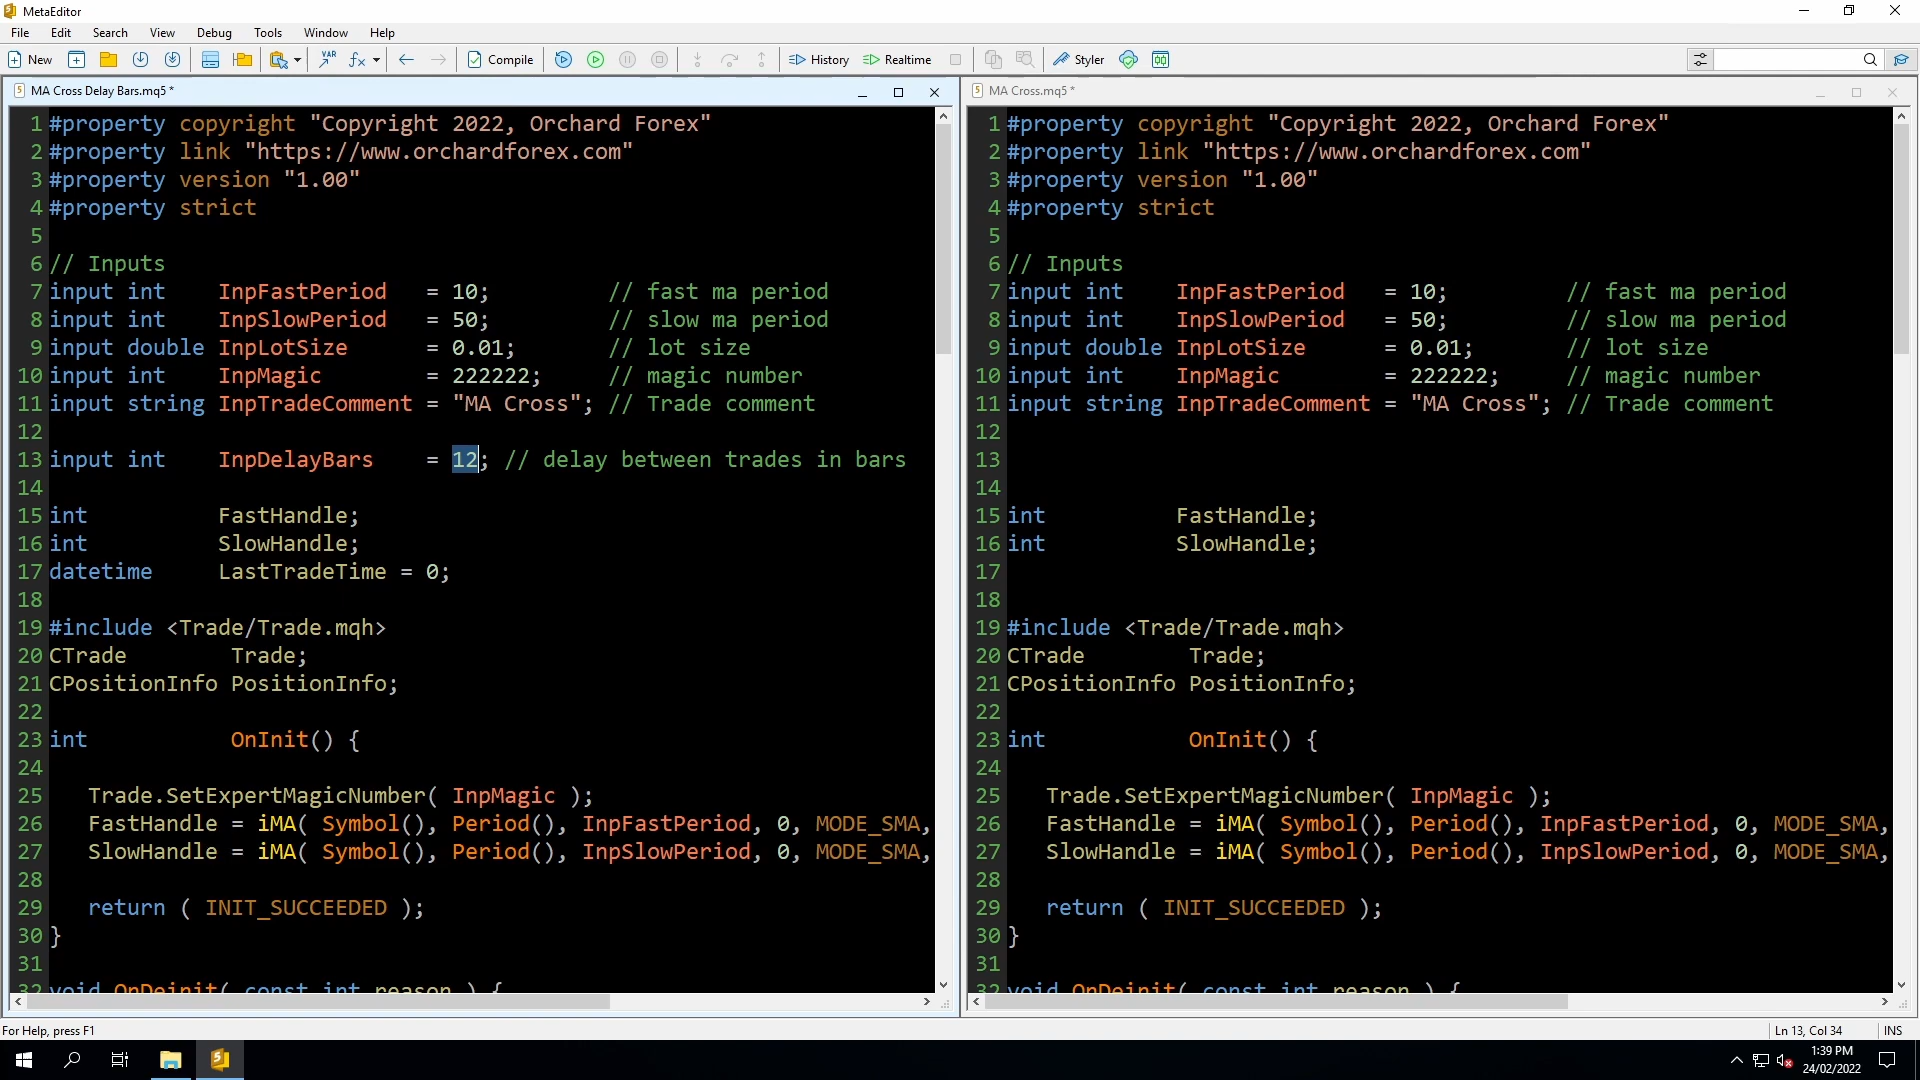 MetaEditor
File Edit Search View Debug Tools Window Help
New VAR Compile History Realtime Styler
MA Cross Delay Bars.mq5 *
1 #property copyright "Copyright 2022, Orchard Forex"
2 #property link "https://www.orchardforex.com"
3 #property version "1.00"
4 #property strict
5
6 // Inputs
7 input int InpFastPeriod = 10; // fast ma period
8 input int InpSlowPeriod = 50; // slow ma period
9 input double InpLotSize = 0.01; // lot size
10 input int InpMagic = 222222; // magic number
11 input string InpTradeComment = "MA Cross"; // Trade comment
12
13 input int InpDelayBars = 12; // delay between trades in bars
14
15 int FastHandle;
16 int SlowHandle;
17 datetime LastTradeTime = 0;
18
19 #include <Trade/Trade.mqh>
20 CTrade Trade;
21 CPositionInfo PositionInfo;
22
23 int OnInit() {
24
25 Trade.SetExpertMagicNumber( InpMagic );
26 FastHandle = iMA( Symbol(), Period(), InpFastPeriod, 0, MODE_SMA,
27 SlowHandle = iMA( Symbol(), Period(), InpSlowPeriod, 0, MODE_SMA,
28
29 return ( INIT_SUCCEEDED );
30 }
31
32 void OnDeinit( const int reason ) {
MA Cross.mq5 *
1 #property copyright "Copyright 2022, Orchard Forex"
2 #property link "https://www.orchardforex.com"
3 #property version "1.00"
4 #property strict
5
6 // Inputs
7 input int InpFastPeriod = 10; // fast ma period
8 input int InpSlowPeriod = 50; // slow ma period
9 input double InpLotSize = 0.01; // lot size
10 input int InpMagic = 222222; // magic number
11 input string InpTradeComment = "MA Cross"; // Trade comment
12
13
14
15 int FastHandle;
16 int SlowHandle;
17
18
19 #include <Trade/Trade.mqh>
20 CTrade Trade;
21 CPositionInfo PositionInfo;
22
23 int OnInit() {
24
25 Trade.SetExpertMagicNumber( InpMagic );
26 FastHandle = iMA( Symbol(), Period(), InpFastPeriod, 0, MODE_SMA,
27 SlowHandle = iMA( Symbol(), Period(), InpSlowPeriod, 0, MODE_SMA,
28
29 return ( INIT_SUCCEEDED );
30 }
31
32 void OnDeinit( const int reason ) {
For Help, press F1
Ln 13, Col 34 INS
1:39 PM
24/02/2022